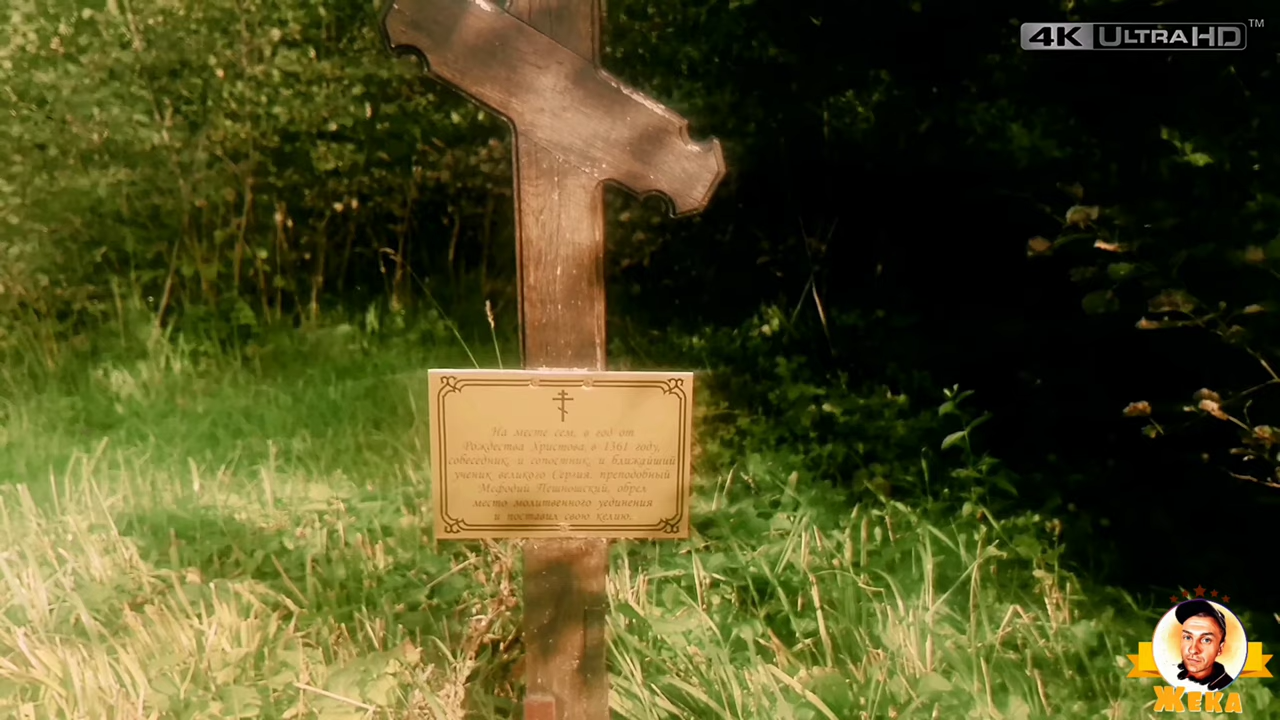 4K ULTRA HD™
На месте сем, в год от
Рождества Христова в 1361 году,
собеседник и сопостник и ближайший
ученик великого Сергия, преподобный
Мефодий Пешношский, обрел
место молитвенного уединения
и поставил свою келию.
ЖЕКА